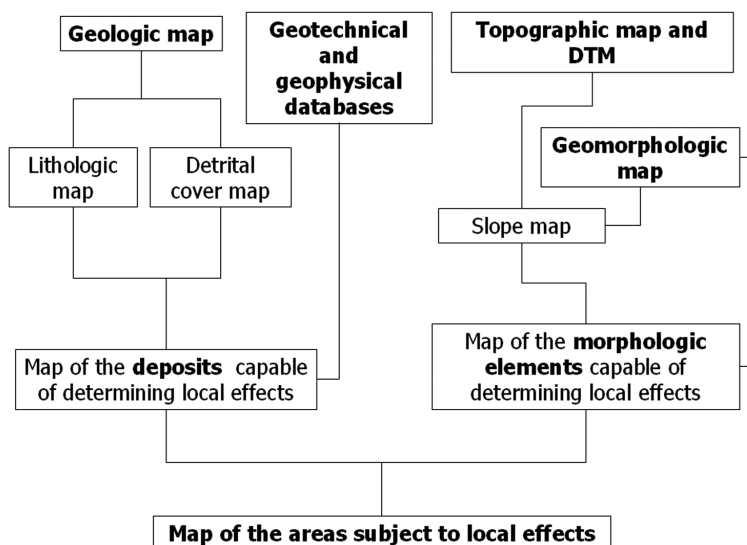 Geologic map
Geotechnical
and
geophysical
databases
Topographic map and
DTM
Lithologic
map
Detrital
cover map
Geomorphologic
map
Slope map
Map of the deposits capable
of determining local effects
Map of the morphologic
elements capable of
determining local effects
Map of the areas subject to local effects